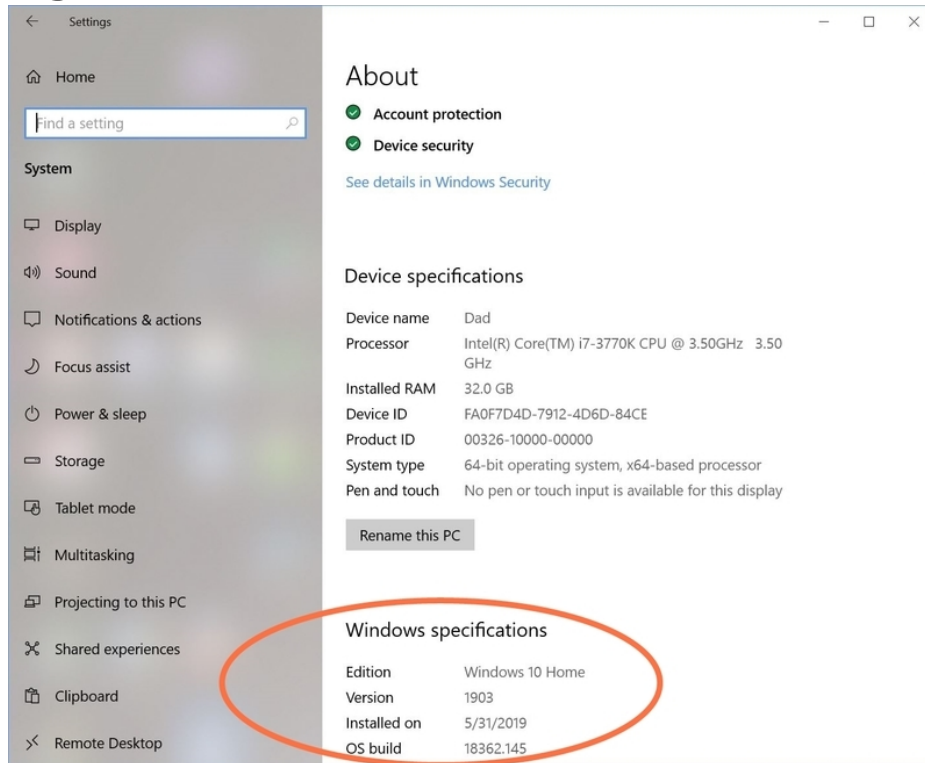 Settings
Home
Find a setting
System
Display
Sound
Notifications & actions
Focus assist
Power & sleep
Storage
Tablet mode
Multitasking
Projecting to this PC
Shared experiences
Clipboard
Remote Desktop
About
Account protection
Device security
See details in Windows Security
Device specifications
Device name Dad
Processor Intel(R) Core(TM) i7-3770K CPU @ 3.50GHz 3.50
GHz
Installed RAM 32.0 GB
Device ID FA0F7D4D-7912-4D6D-84CE
Product ID 00326-10000-00000
System type 64-bit operating system, x64-based processor
Pen and touch No pen or touch input is available for this display
Rename this PC
Windows specifications
Edition Windows 10 Home
Version 1903
Installed on 5/31/2019
OS build 18362.145